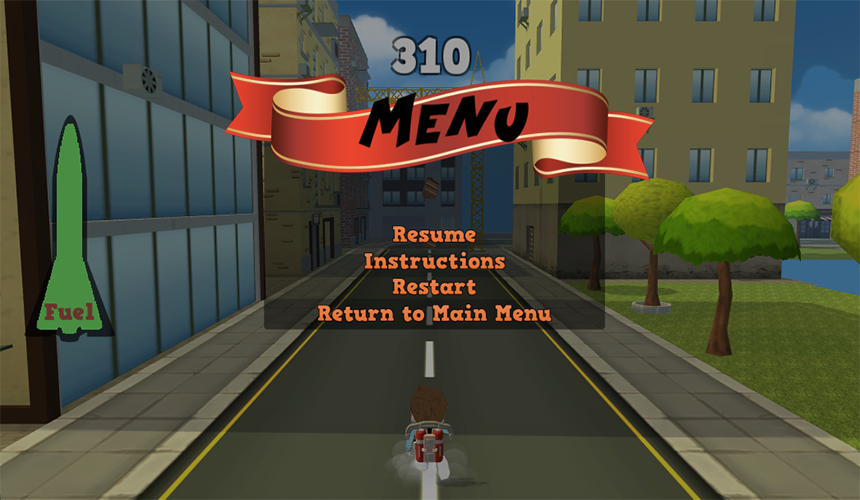 310
Menu
Resume
Instructions
Restart
Return to Main Menu
Fuel